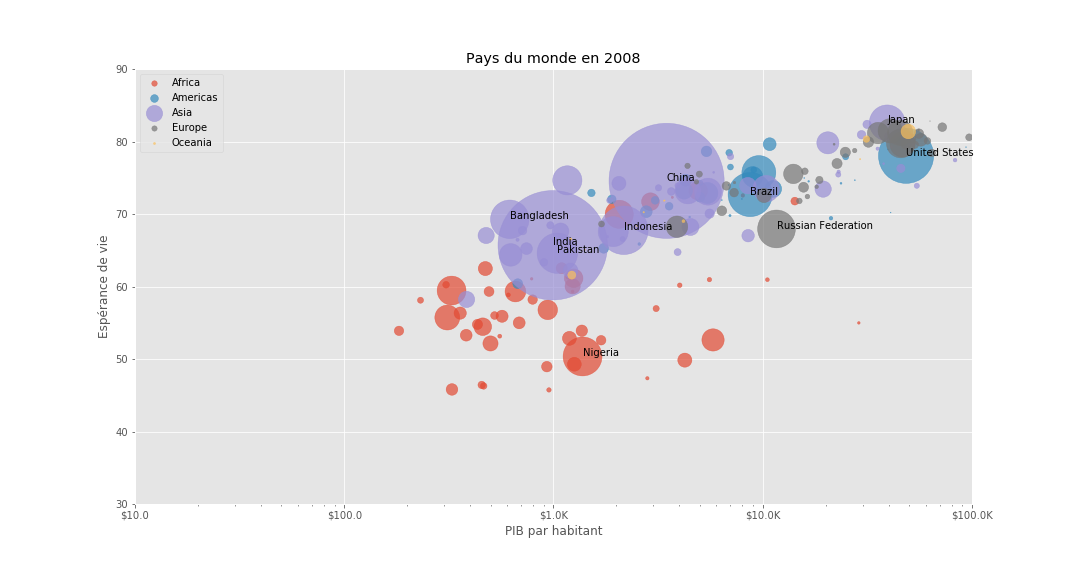 Pays du monde en 2008
90
80
70
60
50
40
30
Espérance de vie
Africa
Americas
Asia
Europe
Oceania
Japan
United States
China
Brazil
Bangladesh
Indonesia
Russian Federation
India
Pakistan
Nigeria
$10.0
$100.0
$1.0K
$10.0K
$100.0K
PIB par habitant